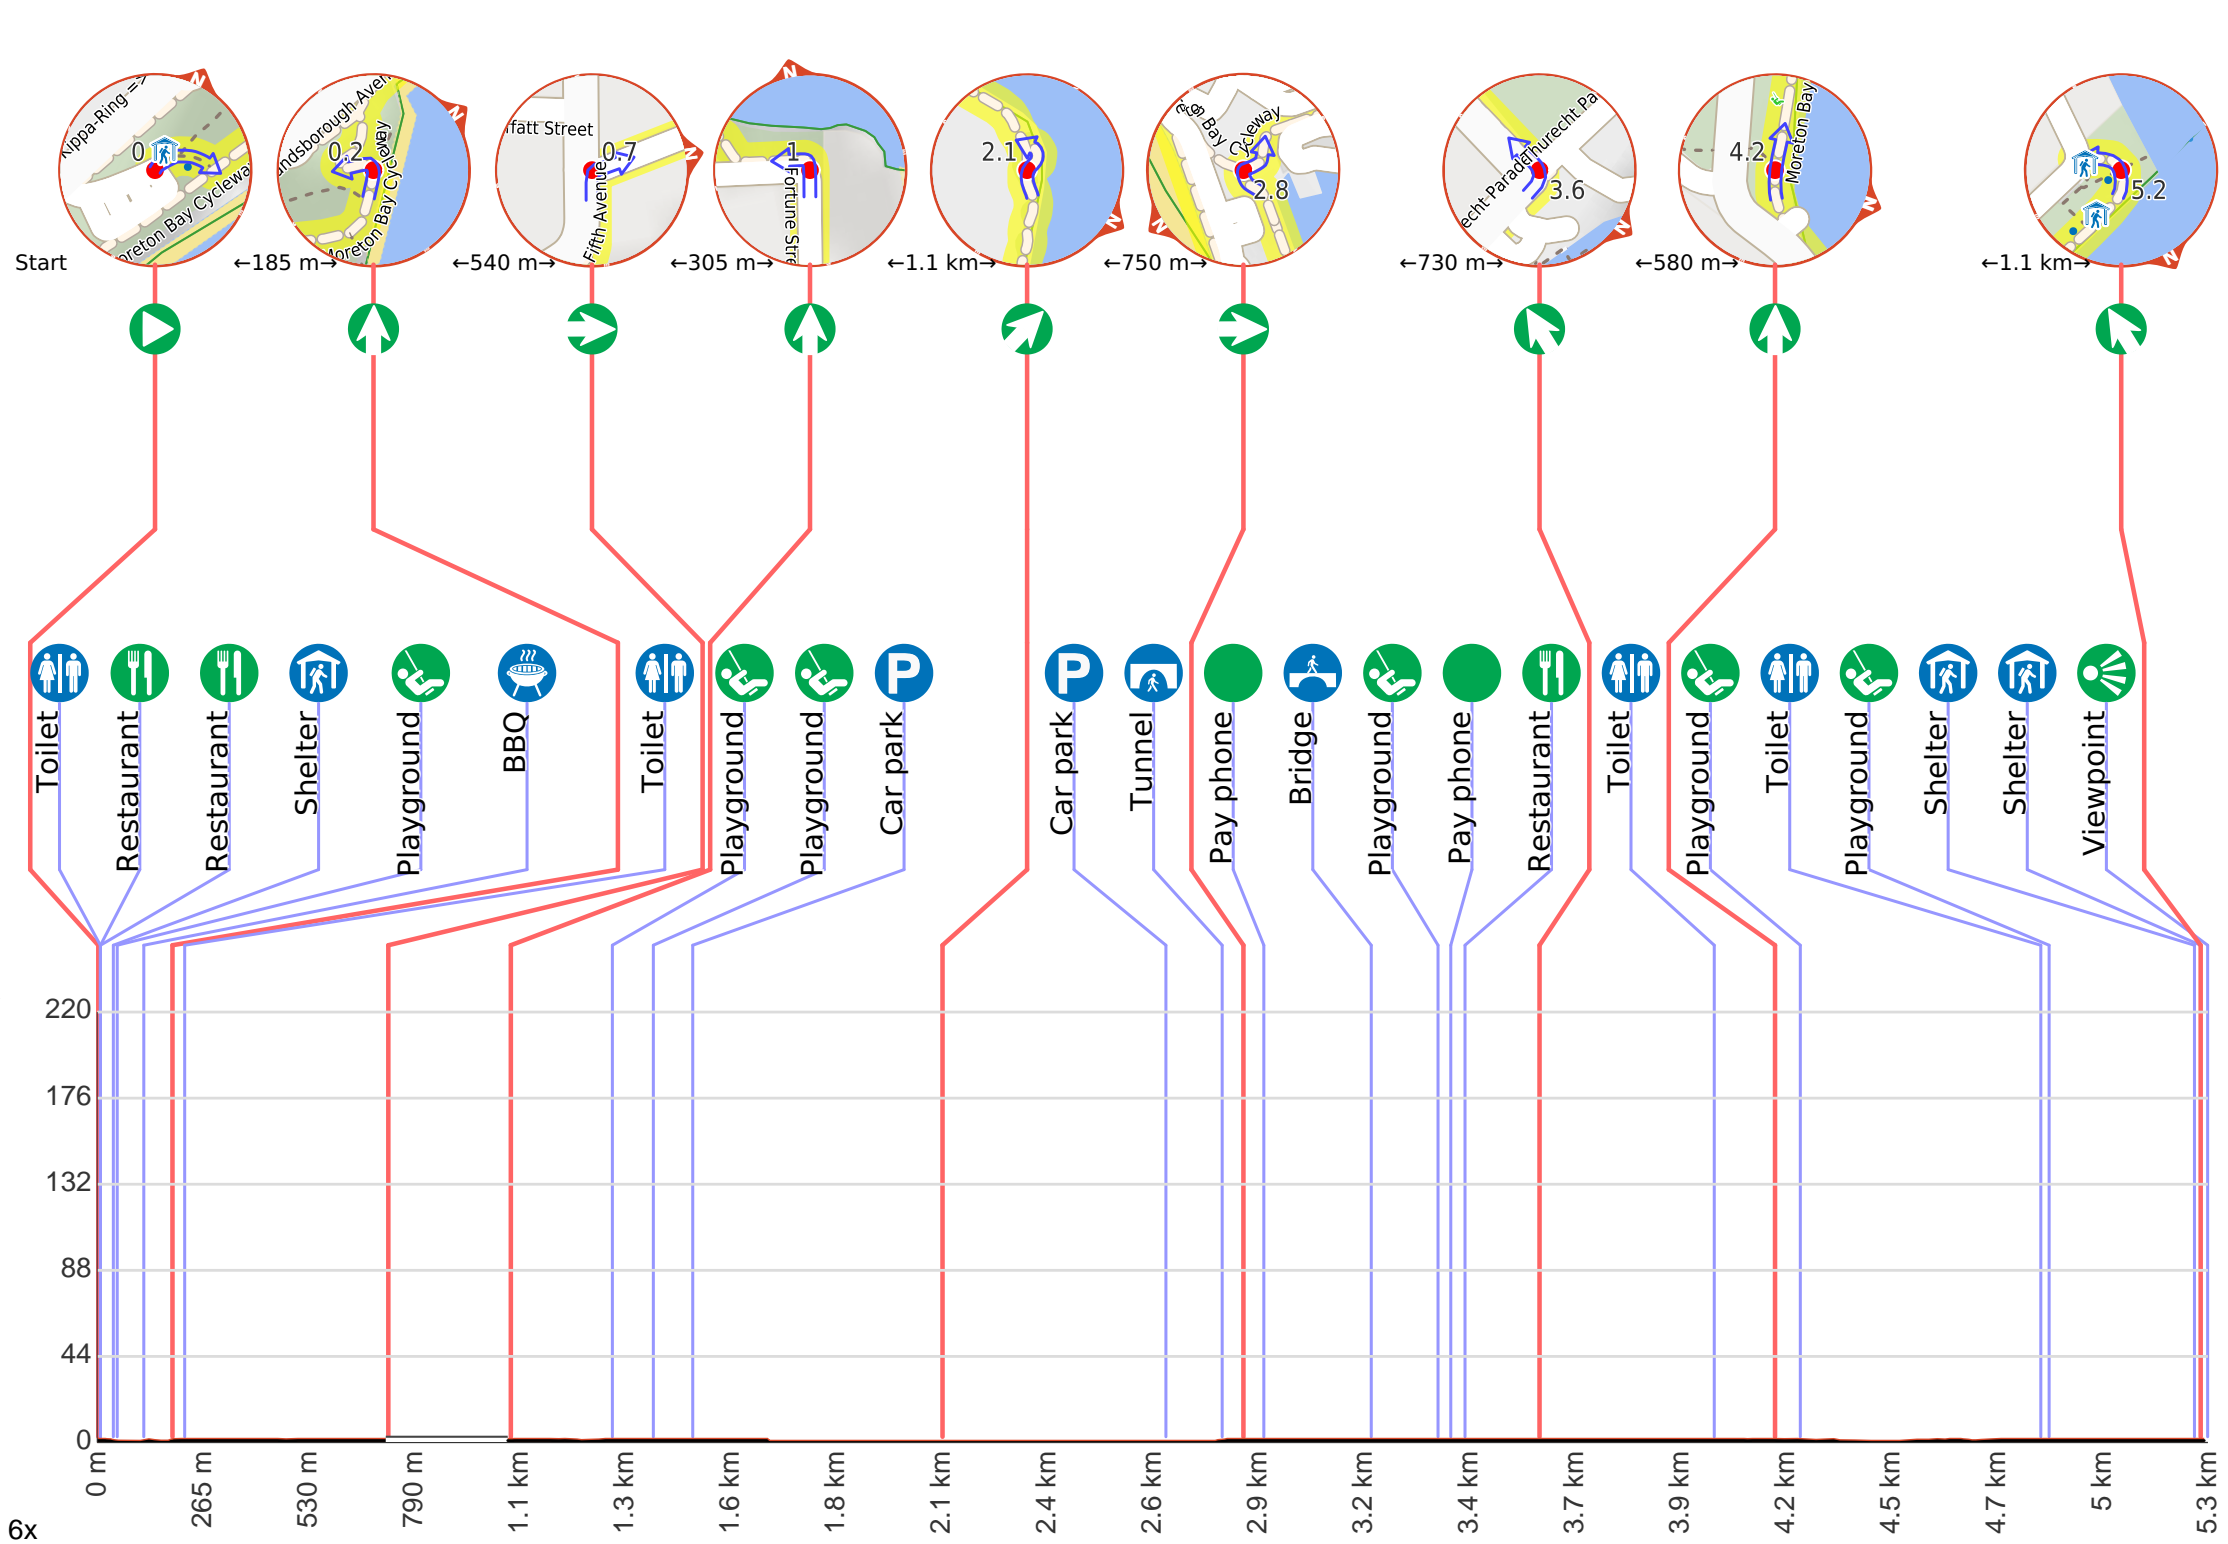 Kippa-Ring =>
0
oreton Bay Cycleway
N
undsborough Aven
0.2
oreton Bay Cycleway
N
ffatt Street
0.7
Fifth Avenue
N
1
Fortune Stre
N
2.1
N
Bay Cycleway
2.8
N
echt Parade
hurecht Pa
3.6
N
4.2
Moreton Bay
N
5.2
N
Start
←185 m→
←540 m→
←305 m→
←1.1 km→
←750 m→
←730 m→
←580 m→
←1.1 km→
Toilet
Restaurant
Restaurant
Shelter
Playground
BBQ
Toilet
Playground
Playground
P
Car park
P
Car park
Tunnel
Pay phone
Bridge
Playground
Pay phone
Restaurant
Toilet
Playground
Toilet
Playground
Shelter
Shelter
Viewpoint
220
176
132
88
44
0
0 m
265 m
530 m
790 m
1.1 km
1.3 km
1.6 km
1.8 km
2.1 km
2.4 km
2.6 km
2.9 km
3.2 km
3.4 km
3.7 km
3.9 km
4.2 km
4.5 km
4.7 km
5 km
5.3 km
6x